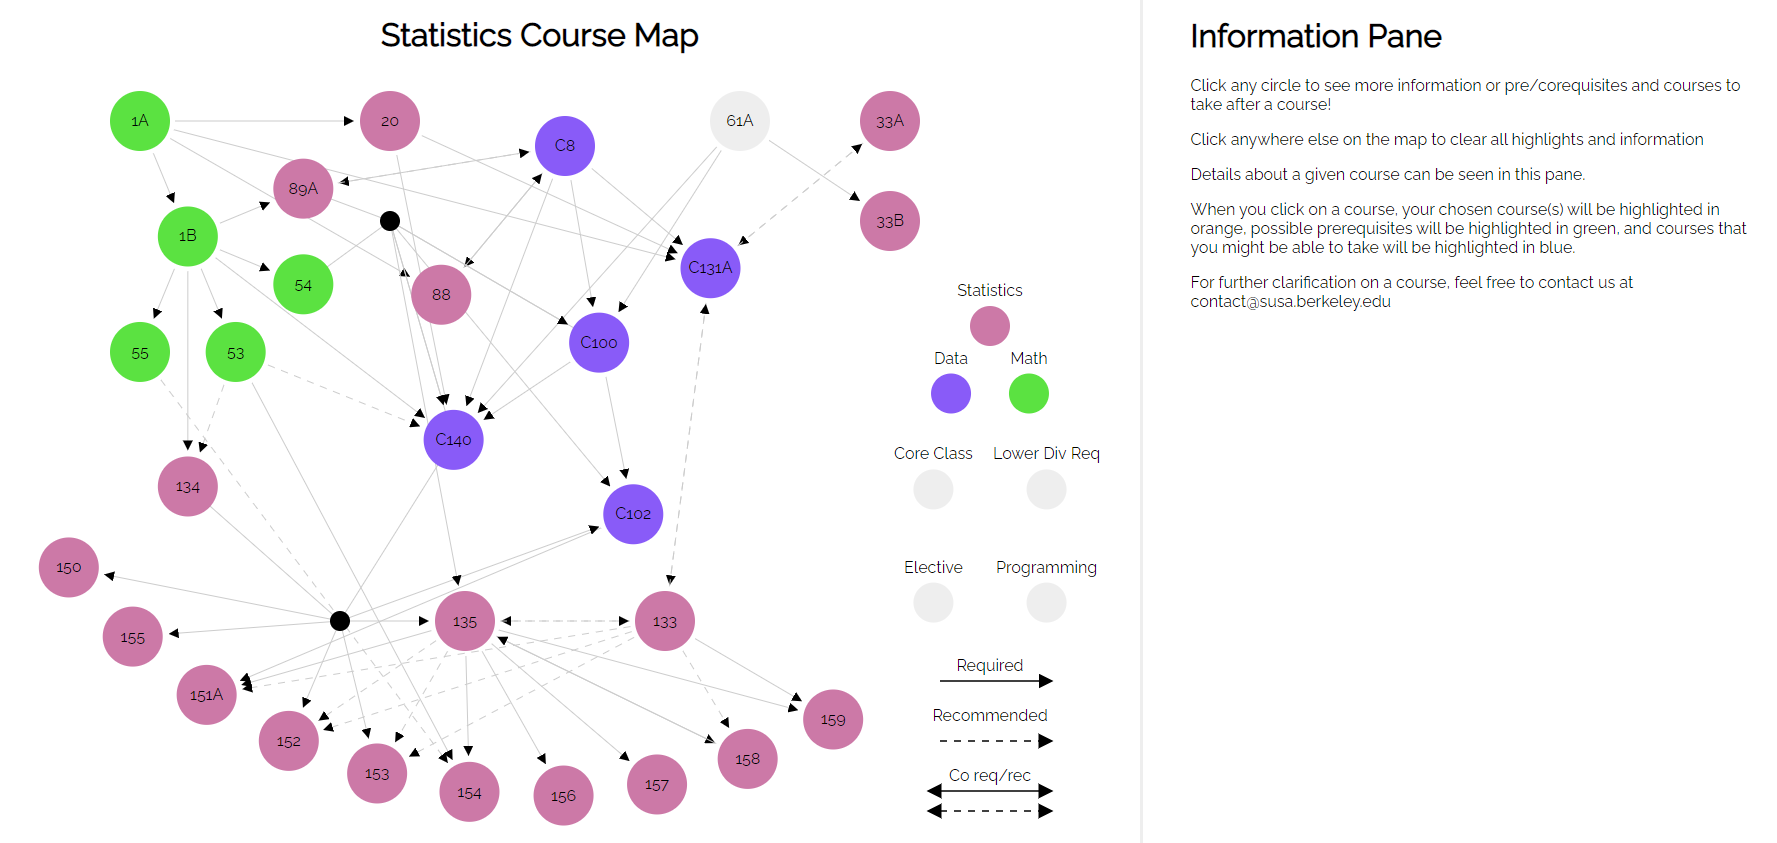 Statistics Course Map
1A
20
C8
61A
33A
89A
33B
1B
C131A
54
88
C100
55
53
C140
134
C102
150
155
135
133
151A
152
153
154
156
157
158
159
Statistics
Data
Math
Core Class
Lower Div Req
Elective
Programming
Required
Recommended
Co req/rec
Information Pane
Click any circle to see more information or pre/corequisites and courses to
take after a course!
Click anywhere else on the map to clear all highlights and information
Details about a given course can be seen in this pane.
When you click on a course, your chosen course(s) will be highlighted in
orange, possible prerequisites will be highlighted in green, and courses that
you might be able to take will be highlighted in blue.
For further clarification on a course, feel free to contact us at
contact@susa.berkeley.edu